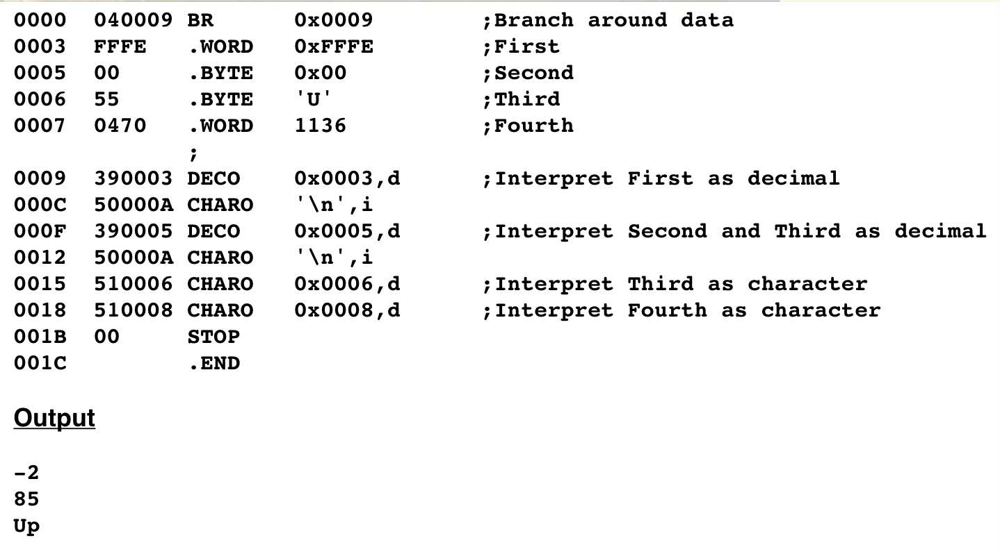 0000 040009 BR 0x0009 ;Branch around data
0003 FFFE .WORD 0xFFFE ;First
0005 00 .BYTE 0x00 ;Second
0006 55 .BYTE 'U' ;Third
0007 0470 .WORD 1136 ;Fourth
;
0009 390003 DECO 0x0003,d ;Interpret First as decimal
000C 50000A CHARO '\n',i
000F 390005 DECO 0x0005,d ;Interpret Second and Third as decimal
0012 50000A CHARO '\n',i
0015 510006 CHARO 0x0006,d ;Interpret Third as character
0018 510008 CHARO 0x0008,d ;Interpret Fourth as character
001B 00 STOP
001C .END
Output
-2
85
Up